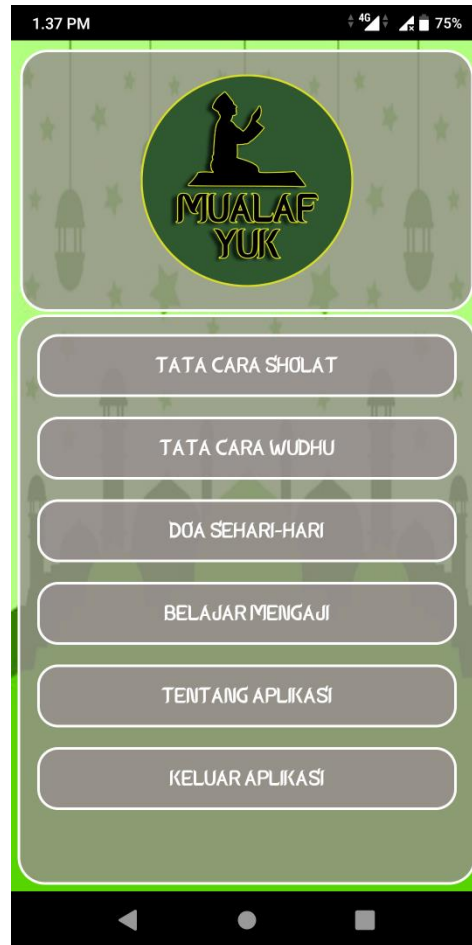 1.37 PM 4G 75%
MUALAF
YUK
TATA CARA SHOLAT
TATA CARA WUDHU
DOA SEHARI-HARI
BELAJAR MENGAJI
TENTANG APLIKASI
KELUAR APLIKASI